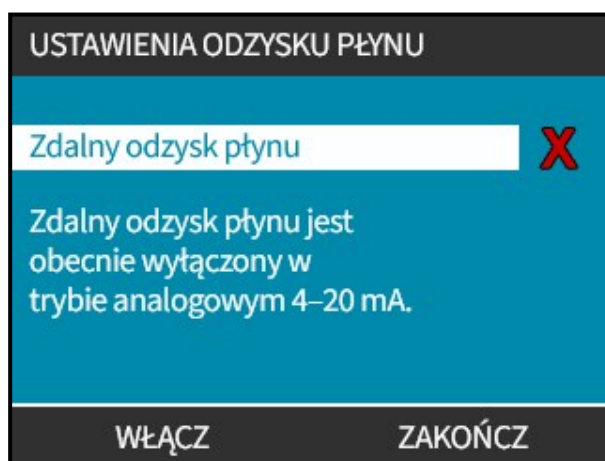 USTAWIENIA ODZYSKU PŁYNU
Zdalny odzysk płynu
Zdalny odzysk płynu jest
obecnie wyłączony w
trybie analogowym 4–20 mA.
WŁĄCZ ZAKOŃCZ